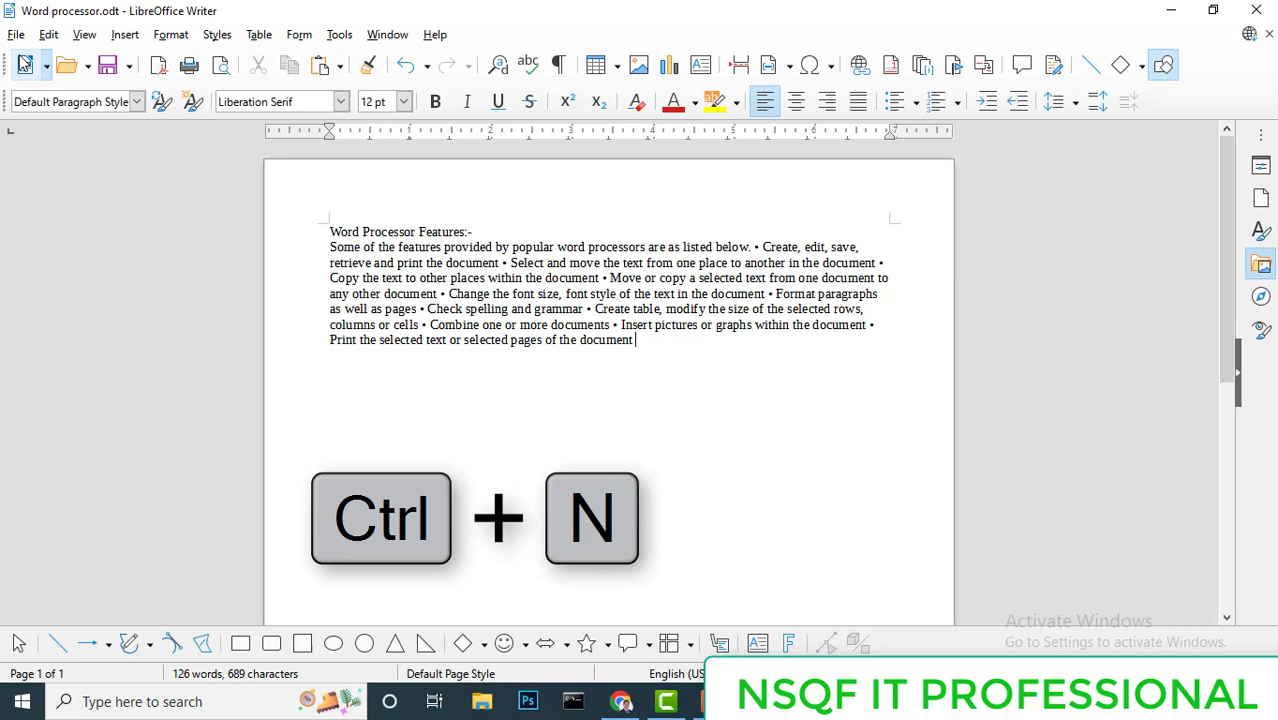 Word processor.odt - LibreOffice Writer
File Edit View Insert Format Styles Table Form Tools Window Help
Default Paragraph Style Liberation Serif 12 pt
1 2 3 4 5 6 7
Word Processor Features:-
Some of the features provided by popular word processors are as listed below. • Create, edit, save,
retrieve and print the document • Select and move the text from one place to another in the document •
Copy the text to other places within the document • Move or copy a selected text from one document to
any other document • Change the font size, font style of the text in the document • Format paragraphs
as well as pages • Check spelling and grammar • Create table, modify the size of the selected rows,
columns or cells • Combine one or more documents • Insert pictures or graphs within the document •
Print the selected text or selected pages of the document
Ctrl + N
Activate Windows
Go to Settings to activate Windows.
Page 1 of 1 126 words, 689 characters Default Page Style English (US
Type here to search
NSQF IT PROFESSIONAL